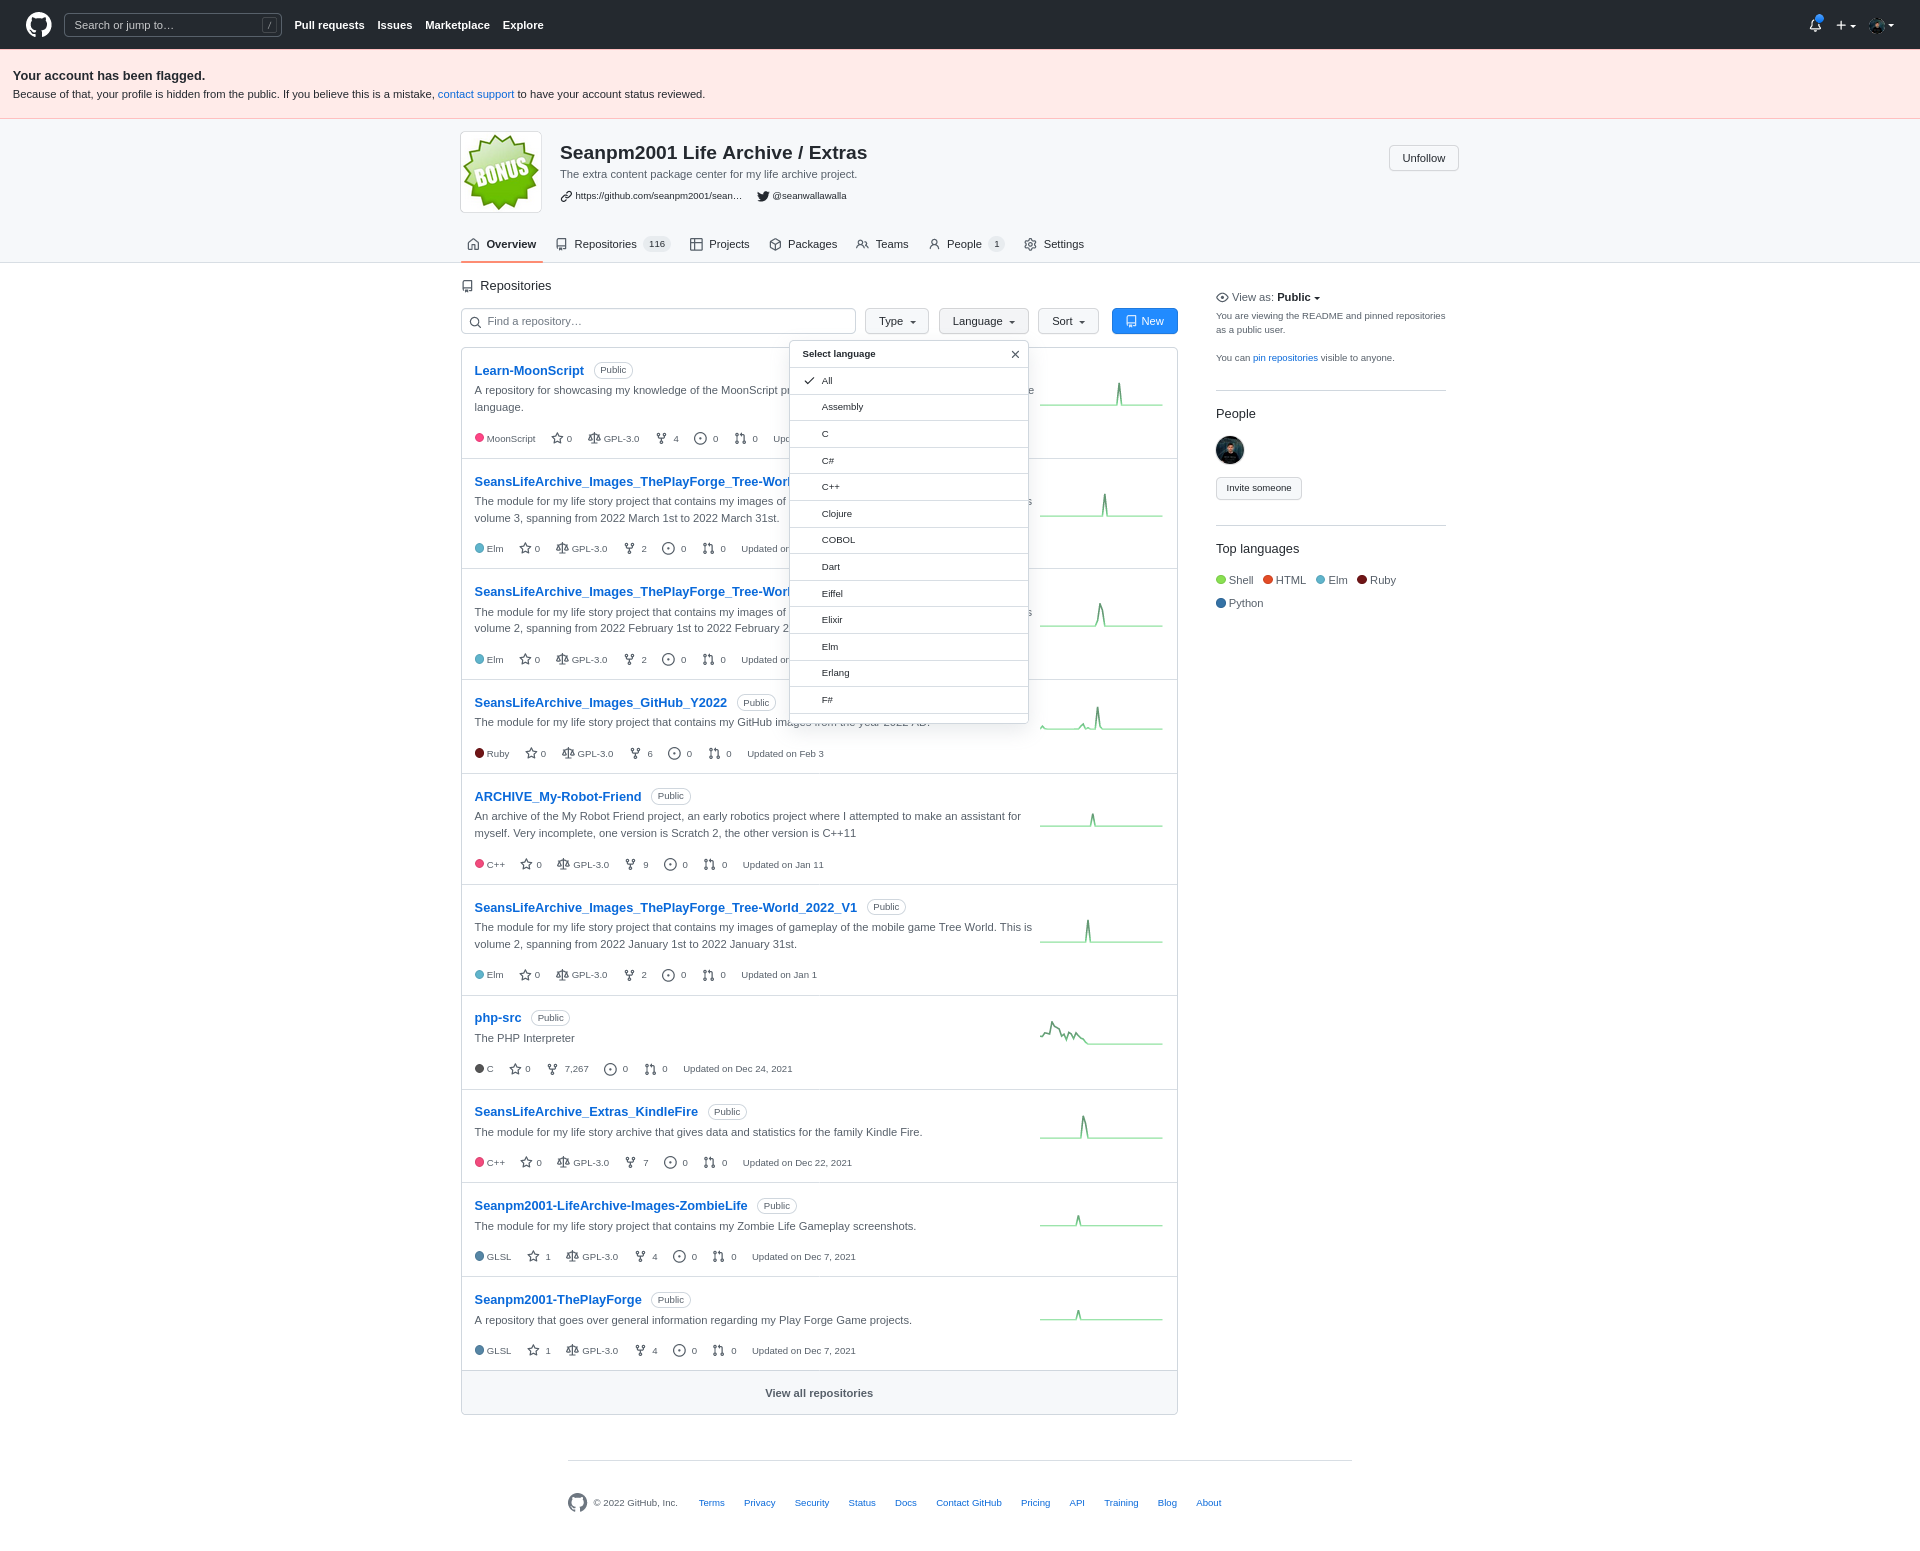 Search or jump to… / Pull requests Issues Marketplace Explore
Your account has been flagged.
Because of that, your profile is hidden from the public. If you believe this is a mistake, contact support to have your account status reviewed.
BONUS
Seanpm2001 Life Archive / Extras
The extra content package center for my life archive project.
https://github.com/seanpm2001/sean… @seanwallawalla
Unfollow
Overview Repositories 116 Projects Packages Teams People 1 Settings
Repositories
Find a repository… Type Language Sort New
Select language
All
Assembly
C
C#
C++
Clojure
COBOL
Dart
Eiffel
Elixir
Elm
Erlang
F#
Learn-MoonScript Public
A repository for showcasing my knowledge of the MoonScript
language.
MoonScript 0 GPL-3.0 4 0 0
SeansLifeArchive_Images_ThePlayForge_Tree-Worl
The module for my life story project that contains my images of
volume 3, spanning from 2022 March 1st to 2022 March 31st.
Elm 0 GPL-3.0 2 0 0 Updated on
SeansLifeArchive_Images_ThePlayForge_Tree-Worl
The module for my life story project that contains my images of
volume 2, spanning from 2022 February 1st to 2022 February 2
Elm 0 GPL-3.0 2 0 0 Updated on
SeansLifeArchive_Images_GitHub_Y2022 Public
The module for my life story project that contains my GitHub images from the year 2022 AD.
Ruby 0 GPL-3.0 6 0 0 Updated on Feb 3
ARCHIVE_My-Robot-Friend Public
An archive of the My Robot Friend project, an early robotics project where I attempted to make an assistant for
myself. Very incomplete, one version is Scratch 2, the other version is C++11
C++ 0 GPL-3.0 9 0 0 Updated on Jan 11
SeansLifeArchive_Images_ThePlayForge_Tree-World_2022_V1 Public
The module for my life story project that contains my images of gameplay of the mobile game Tree World. This is
volume 2, spanning from 2022 January 1st to 2022 January 31st.
Elm 0 GPL-3.0 2 0 0 Updated on Jan 1
php-src Public
The PHP Interpreter
C 0 7,267 0 0 Updated on Dec 24, 2021
SeansLifeArchive_Extras_KindleFire Public
The module for my life story archive that gives data and statistics for the family Kindle Fire.
C++ 0 GPL-3.0 7 0 0 Updated on Dec 22, 2021
Seanpm2001-LifeArchive-Images-ZombieLife Public
The module for my life story project that contains my Zombie Life Gameplay screenshots.
GLSL 1 GPL-3.0 4 0 0 Updated on Dec 7, 2021
Seanpm2001-ThePlayForge Public
A repository that goes over general information regarding my Play Forge Game projects.
GLSL 1 GPL-3.0 4 0 0 Updated on Dec 7, 2021
View all repositories
View as: Public
You are viewing the README and pinned repositories
as a public user.
You can pin repositories visible to anyone.
People
Invite someone
Top languages
Shell HTML Elm Ruby
Python
© 2022 GitHub, Inc. Terms Privacy Security Status Docs Contact GitHub Pricing API Training Blog About